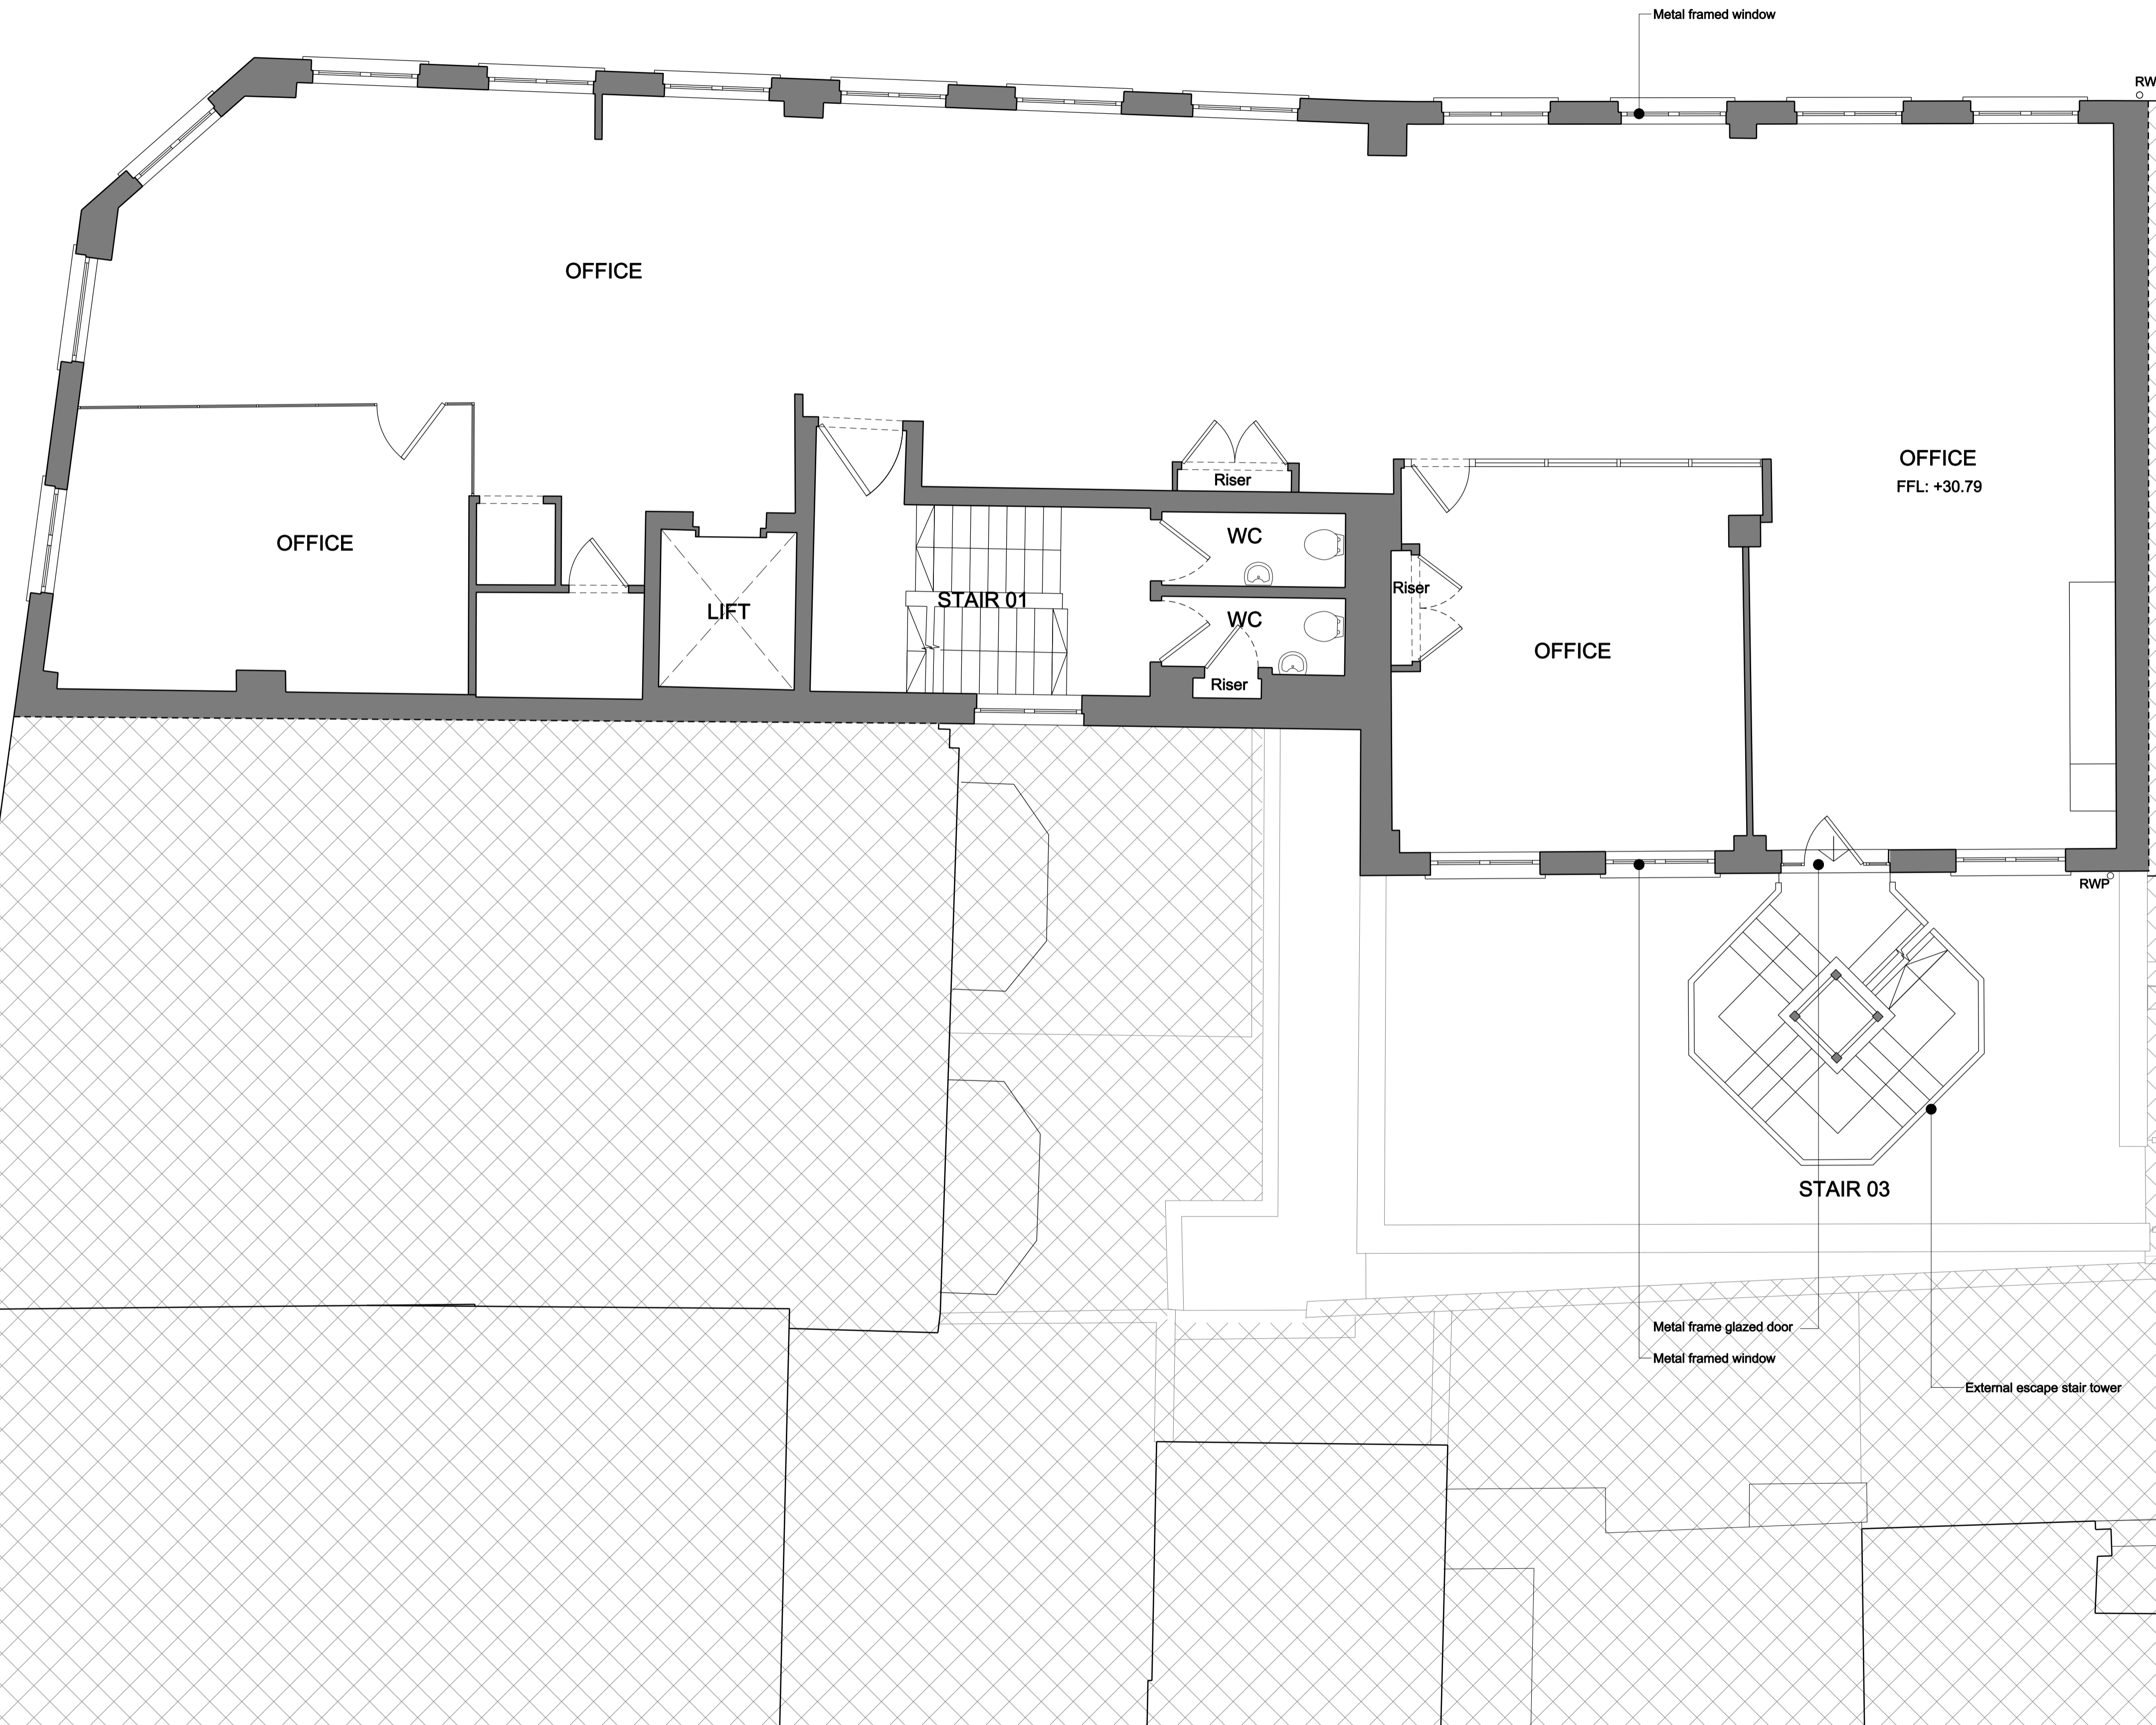 Metal framed window
RW
OFFICE
OFFICE
FFL: +30.79
Riser
WC
OFFICE
Riser
STAIR 01
LIFT
WC
OFFICE
Riser
RWP
STAIR 03
Metal frame glazed door
Metal framed window
External escape stair tower